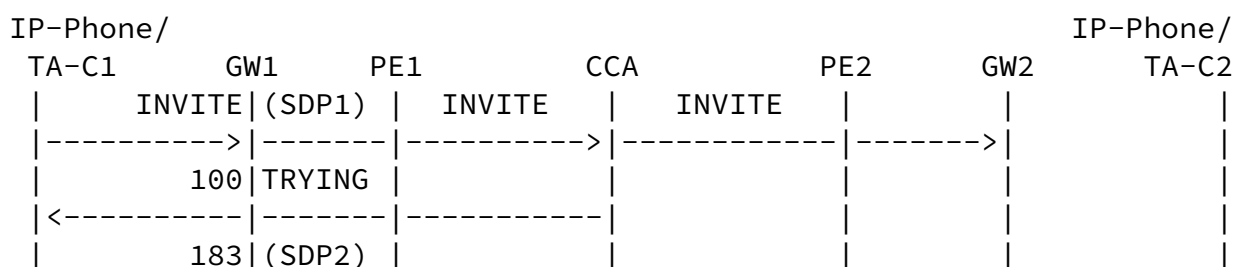 IP-Phone/                                         IP-Phone/
 TA-C1     GW1     PE1          CCA          PE2     GW2      TA-C2
 |     INVITE|(SDP1) |  INVITE   |   INVITE   |       |          |
 |---------->|-------|---------->|------------|------->|          |
 |        100|TRYING |           |            |       |          |
 |<----------|-------|-----------|            |       |          |
 |        183|(SDP2) |           |            |       |          |